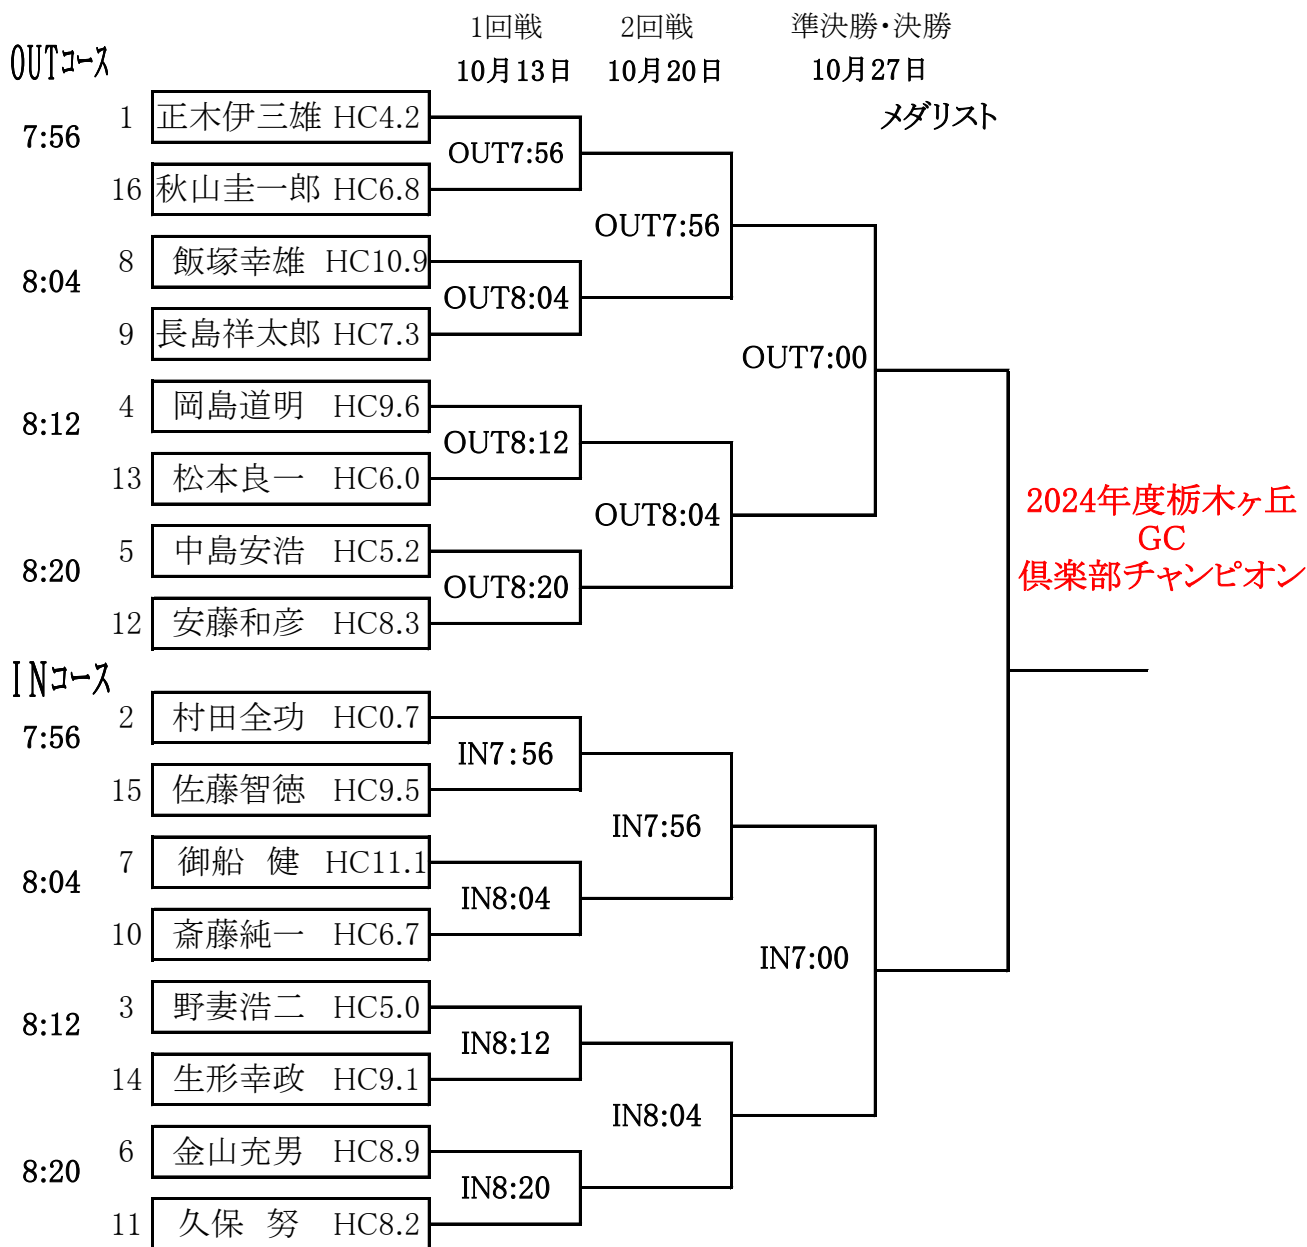 1回戦 2回戦 準決勝・決勝
OUTコース 10月13日 10月20日 10月27日
メダリスト
7:56
1 正木伊三雄 HC4.2
OUT7:56
16 秋山圭一郎 HC6.8
OUT7:56
8:04
8 飯塚幸雄 HC10.9
OUT8:04
9 長島祥太郎 HC7.3
OUT7:00
8:12
4 岡島道明 HC9.6
OUT8:12
13 松本良一 HC6.0
OUT8:04
8:20
5 中島安浩 HC5.2
OUT8:20
12 安藤和彦 HC8.3
2024年度栃木ヶ丘
GC
倶楽部チャンピオン
INコース
7:56
2 村田全功 HC0.7
IN7:56
15 佐藤智徳 HC9.5
IN7:56
8:04
7 御船 健 HC11.1
IN8:04
10 斎藤純一 HC6.7
IN7:00
8:12
3 野妻浩二 HC5.0
IN8:12
14 生形幸政 HC9.1
IN8:04
8:20
6 金山充男 HC8.9
IN8:20
11 久保 努 HC8.2